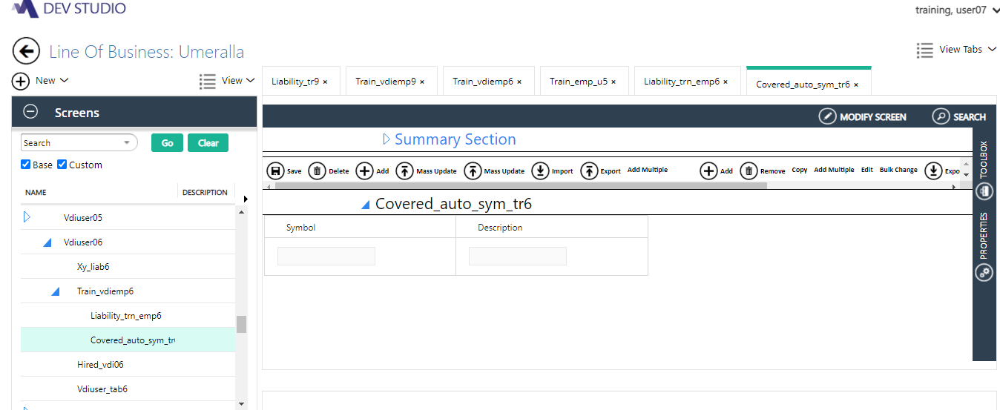 DEV STUDIO
training, user07
Line Of Business: Umeralla
View Tabs
New
View
Liability_tr9 ×
Train_vdiemp9 ×
Train_vdiemp6 ×
Train_emp_u5 ×
Liability_trn_emp6 ×
Covered_auto_sym_tr6 ×
Screens
MODIFY SCREEN
SEARCH
Search
Go
Clear
Base
Custom
Summary Section
Save
Delete
Add
Mass Update
Mass Update
Import
Export
Add Multiple
Add
Remove
Copy
Add Multiple
Edit
Bulk Change
Expo
TOOLBOX
PROPERTIES
NAME
DESCRIPTION
Covered_auto_sym_tr6
Symbol
Description
Vdiuser05
Vdiuser06
Xy_liab6
Train_vdiemp6
Liability_trn_emp6
Covered_auto_sym_tr
Hired_vdi06
Vdiuser_tab6